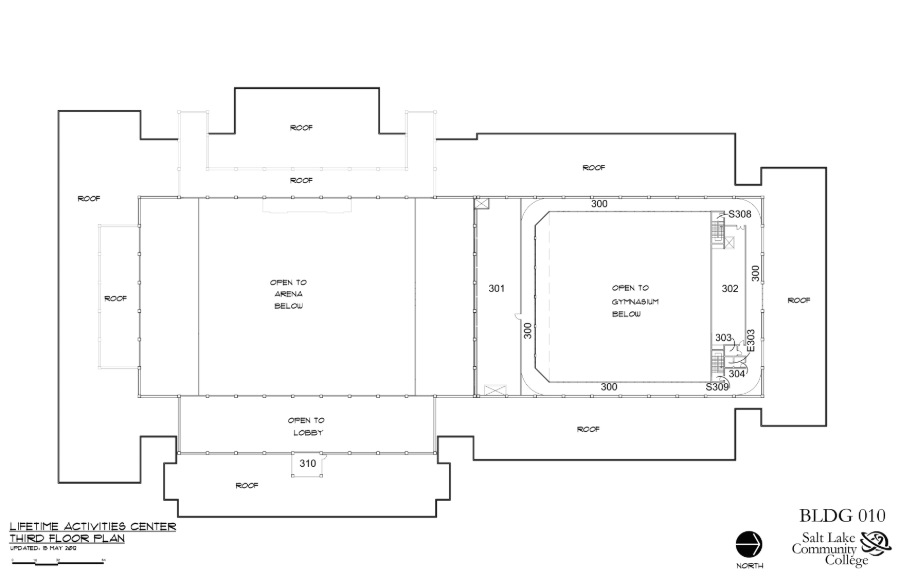 ROOF
ROOF
ROOF
ROOF
300
S308
OPEN TO
ARENA
BELOW
301
OPEN TO
GYMNASIUM
BELOW
302
300
ROOF
ROOF
300
303
E303
304
S309
300
OPEN TO
LOBBY
ROOF
310
ROOF
LIFETIME ACTIVITIES CENTER
THIRD FLOOR PLAN
BLDG 010
Salt Lake
Community
College
NORTH